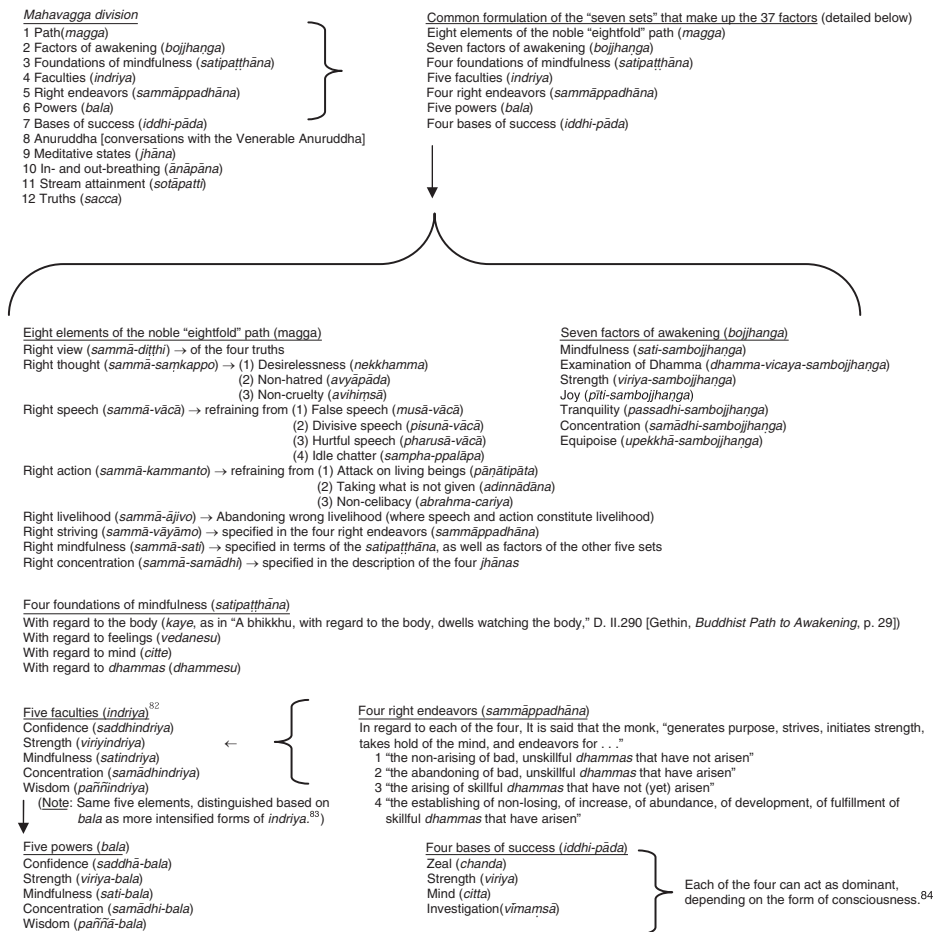 Mahavagga division
1 Path(magga)
2 Factors of awakening (bojjhaṇga)
3 Foundations of mindfulness (satipaṭṭhāna)
4 Faculties (indriya)
5 Right endeavors (sammāppadhāna)
6 Powers (bala)
7 Bases of success (iddhi-pāda)
8 Anuruddha [conversations with the Venerable Anuruddha]
9 Meditative states (jhāna)
10 In- and out-breathing (ānāpāna)
11 Stream attainment (sotāpatti)
12 Truths (sacca)
Common formulation of the “seven sets” that make up the 37 factors (detailed below)
Eight elements of the noble “eightfold” path (magga)
Seven factors of awakening (bojjhaṇga)
Four foundations of mindfulness (satipaṭṭhāna)
Five faculties (indriya)
Four right endeavors (sammāppadhāna)
Five powers (bala)
Four bases of success (iddhi-pāda)
Eight elements of the noble “eightfold” path (magga)
Right view (sammā-diṭṭhi) → of the four truths
Right thought (sammā-saṃkappo) → (1) Desirelessness (nekkhamma)
(2) Non-hatred (avyāpāda)
(3) Non-cruelty (avihiṃsā)
Right speech (sammā-vācā) → refraining from (1) False speech (musā-vācā)
(2) Divisive speech (pisunā-vācā)
(3) Hurtful speech (pharusā-vācā)
(4) Idle chatter (sampha-ppalāpa)
Right action (sammā-kammanto) → refraining from (1) Attack on living beings (pāṇātipāta)
(2) Taking what is not given (adinnādāna)
(3) Non-celibacy (abrahma-cariya)
Right livelihood (sammā-ājivo) → Abandoning wrong livelihood (where speech and action constitute livelihood)
Right striving (sammā-vāyāmo) → specified in the four right endeavors (sammāppadhāna)
Right mindfulness (sammā-sati) → specified in terms of the satipaṭṭhāna, as well as factors of the other five sets
Right concentration (sammā-samādhi) → specified in the description of the four jhānas
Seven factors of awakening (bojjhanga)
Mindfulness (sati-sambojjhaṇga)
Examination of Dhamma (dhamma-vicaya-sambojjhaṇga)
Strength (viriya-sambojjhaṇga)
Joy (pīti-sambojjhaṇga)
Tranquility (passadhi-sambojjhaṇga)
Concentration (samādhi-sambojjhaṇga)
Equipoise (upekkhā-sambojjhaṇga)
Four foundations of mindfulness (satipaṭṭhāna)
With regard to the body (kaye, as in “A bhikkhu, with regard to the body, dwells watching the body,” D. II.290 [Gethin, Buddhist Path to Awakening, p. 29])
With regard to feelings (vedanesu)
With regard to mind (citte)
With regard to dhammas (dhammesu)
Five faculties (indriya)82
Confidence (saddhindriya)
Strength (viriyindriya) ←
Mindfulness (satindriya)
Concentration (samādhindriya)
Wisdom (paññindriya)
(Note: Same five elements, distinguished based on
bala as more intensified forms of indriya.83)
Four right endeavors (sammāppadhāna)
In regard to each of the four, It is said that the monk, “generates purpose, strives, initiates strength,
takes hold of the mind, and endeavors for . . .”
1 “the non-arising of bad, unskillful dhammas that have not arisen”
2 “the abandoning of bad, unskillful dhammas that have arisen”
3 “the arising of skillful dhammas that have not (yet) arisen”
4 “the establishing of non-losing, of increase, of abundance, of development, of fulfillment of
skillful dhammas that have arisen”
Five powers (bala)
Confidence (saddhā-bala)
Strength (viriya-bala)
Mindfulness (sati-bala)
Concentration (samādhi-bala)
Wisdom (paññā-bala)
Four bases of success (iddhi-pāda)
Zeal (chanda)
Strength (viriya)
Mind (citta)
Investigation(vīmaṃsā)
Each of the four can act as dominant,
depending on the form of consciousness.84